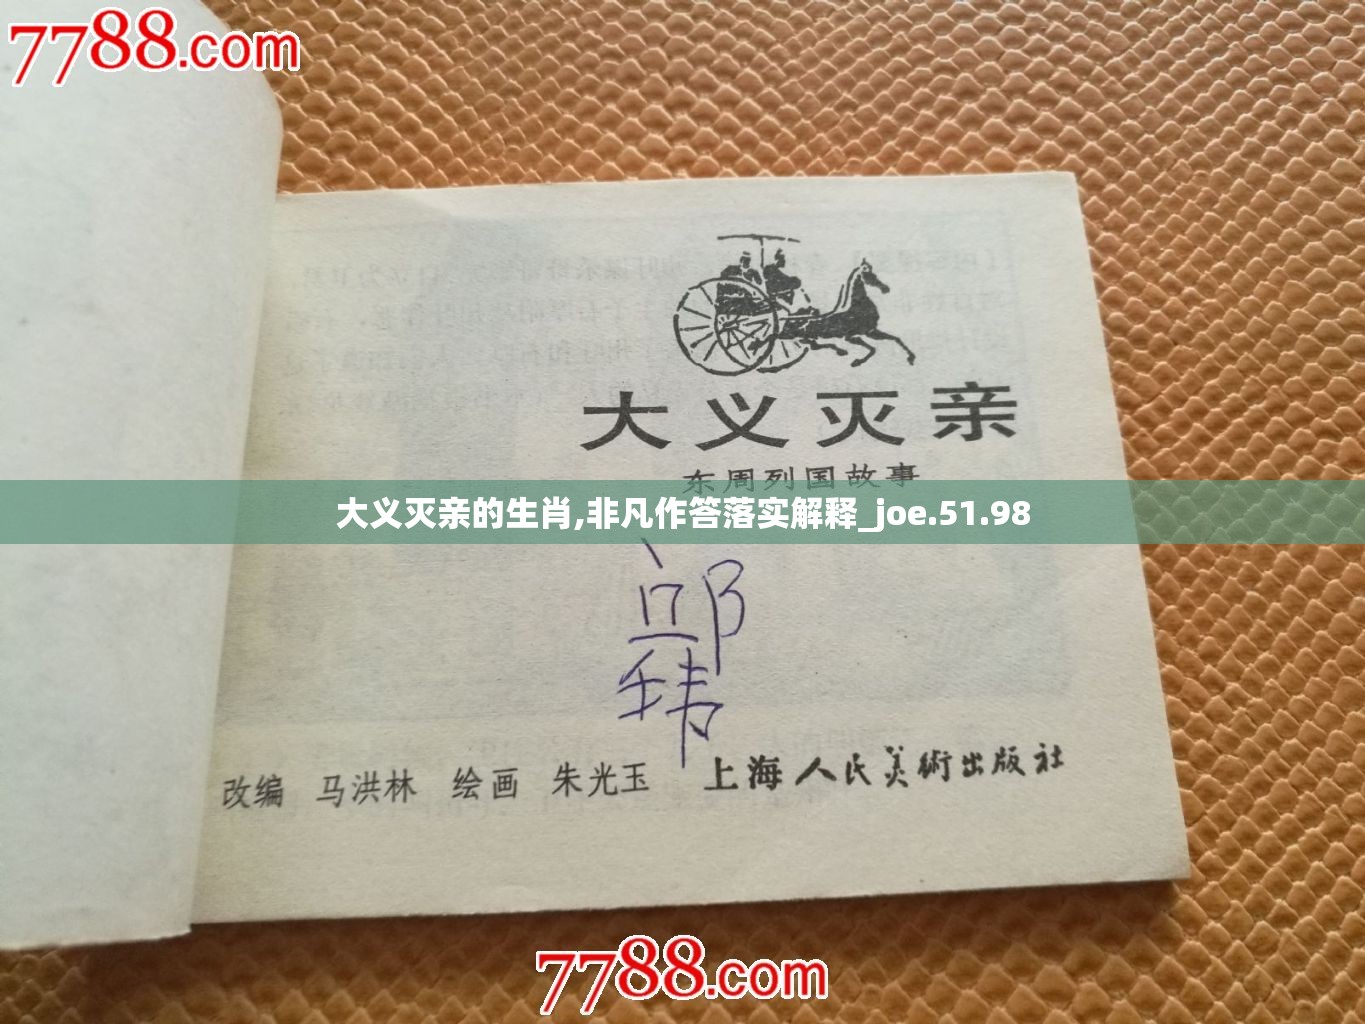 7788.com
大义灭亲
东周列国故事
大义灭亲的生肖,非凡作答落实解释_joe.51.98
改编 马洪林 绘画 朱光玉 上海人民美術出版社
7788.com